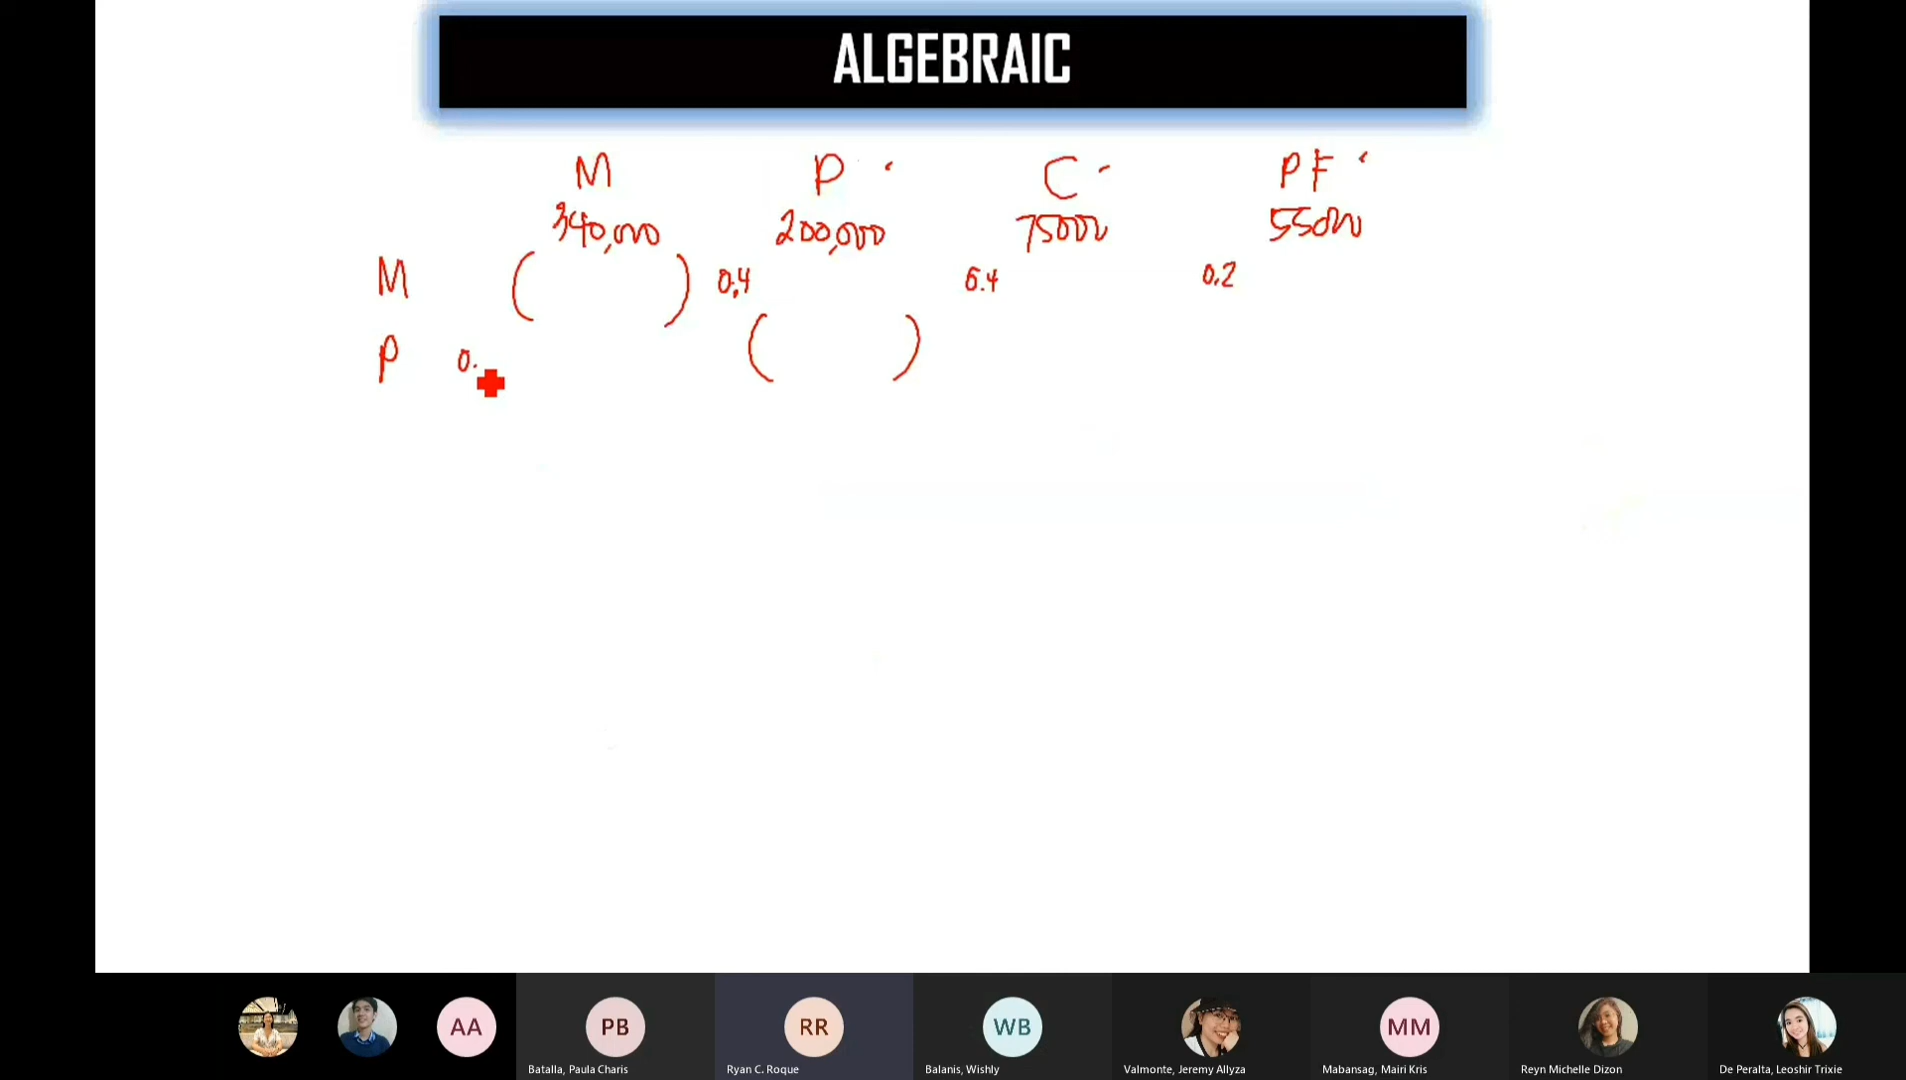 ALGEBRAIC
M P C PF
340,000 200,000 75000 55000
M ( ) 0.4 0.4 0.2
P 0. ( )
AA PB RR WB MM
Batalla, Paula Charis Ryan C. Roque Balanis, Wishly Valmonte, Jeremy Allyza Mabansag, Mairi Kris Reyn Michelle Dizon De Peralta, Leoshir Trixie